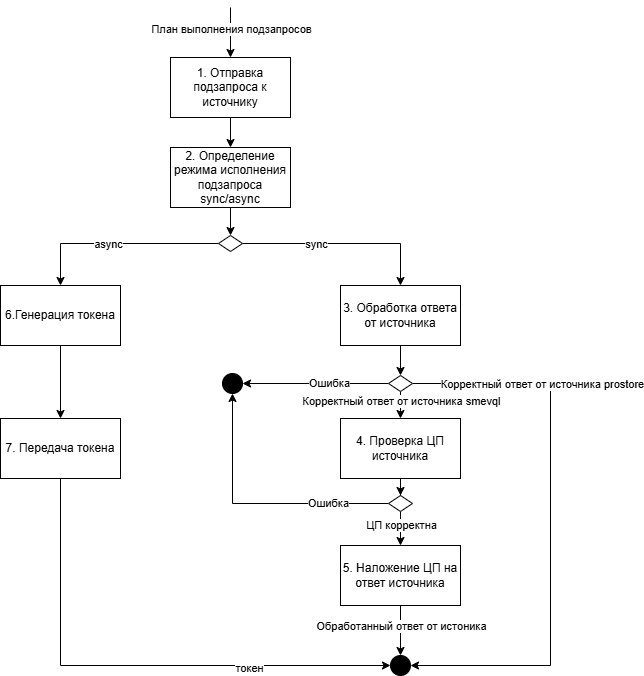 План выполнения подзапросов
1. Отправка
подзапроса к
источнику
2. Определение
режима исполнения
подзапроса
sync/async
async
sync
6.Генерация токена
3. Обработка ответа
от источника
Ошибка
Корректный ответ от источника prostore
Корректный ответ от источника smevql
7. Передача токена
4. Проверка ЦП
источника
Ошибка
ЦП корректна
5. Наложение ЦП на
ответ источника
Обработанный ответ от истоника
токен